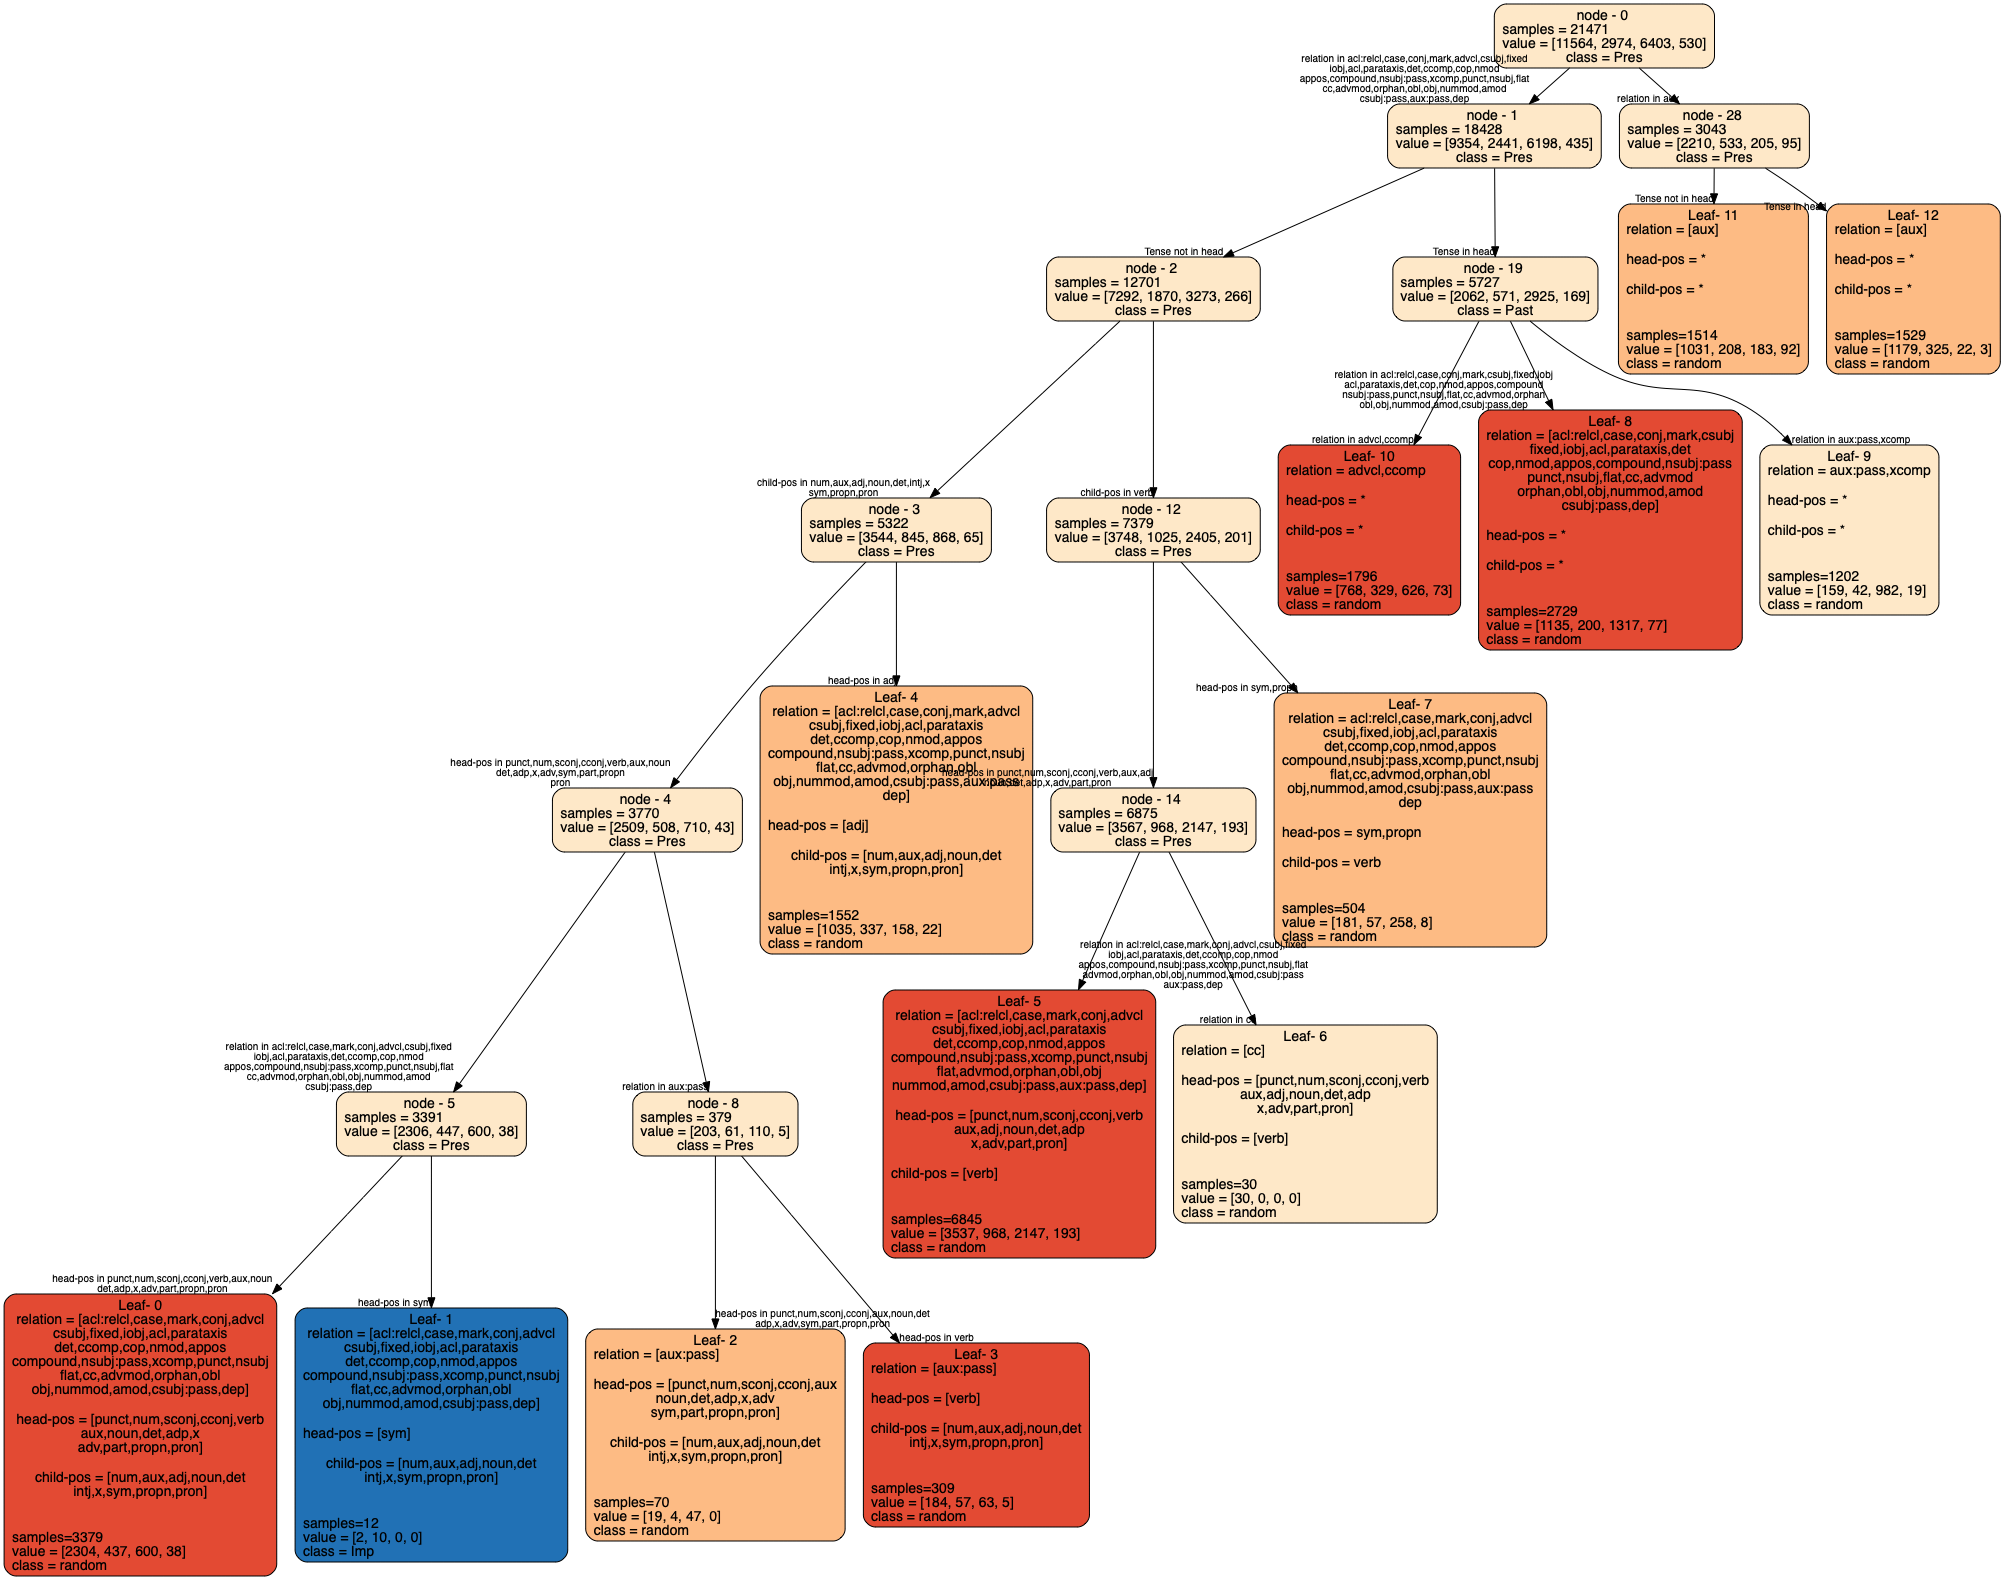 node - 0
samples = 21471
value = [11564, 2974, 6403, 530]
class = Pres
relation in acl:relcl,case,conj,mark,advcl,csubj,fixed
iobj,acl,parataxis,det,ccomp,cop,nmod
appos,compound,nsubj:pass,xcomp,punct,nsubj,flat
cc,advmod,orphan,obl,obj,nummod,amod
csubj:pass,aux:pass,dep
relation in aux
node - 1
samples = 18428
value = [9354, 2441, 6198, 435]
class = Pres
node - 28
samples = 3043
value = [2210, 533, 205, 95]
class = Pres
Tense not in head
Tense in head
Leaf- 11
relation = [aux]
head-pos = *
child-pos = *
samples=1514
value = [1031, 208, 183, 92]
class = random
Leaf- 12
relation = [aux]
head-pos = *
child-pos = *
samples=1529
value = [1179, 325, 22, 3]
class = random
Tense not in head
node - 2
samples = 12701
value = [7292, 1870, 3273, 266]
class = Pres
Tense in head
node - 19
samples = 5727
value = [2062, 571, 2925, 169]
class = Past
relation in acl:relcl,case,conj,mark,csubj,fixed,iobj
acl,parataxis,det,cop,nmod,appos,compound
nsubj:pass,punct,nsubj,flat,cc,advmod,orphan
obl,obj,nummod,amod,csubj:pass,dep
relation in advcl,ccomp
Leaf- 10
relation = advcl,ccomp
head-pos = *
child-pos = *
samples=1796
value = [768, 329, 626, 73]
class = random
Leaf- 8
relation = [acl:relcl,case,conj,mark,csubj
fixed,iobj,acl,parataxis,det
cop,nmod,appos,compound,nsubj:pass
punct,nsubj,flat,cc,advmod
orphan,obl,obj,nummod,amod
csubj:pass,dep]
head-pos = *
child-pos = *
samples=2729
value = [1135, 200, 1317, 77]
class = random
relation in aux:pass,xcomp
Leaf- 9
relation = aux:pass,xcomp
head-pos = *
child-pos = *
samples=1202
value = [159, 42, 982, 19]
class = random
child-pos in num,aux,adj,noun,det,intj,x
sym,propn,pron
node - 3
samples = 5322
value = [3544, 845, 868, 65]
class = Pres
child-pos in verb
node - 12
samples = 7379
value = [3748, 1025, 2405, 201]
class = Pres
head-pos in adj
Leaf- 4
relation = [acl:relcl,case,conj,mark,advcl
csubj,fixed,iobj,acl,parataxis
det,ccomp,cop,nmod,appos
compound,nsubj:pass,xcomp,punct,nsubj
flat,cc,advmod,orphan,obl
obj,nummod,amod,csubj:pass,aux:pass
dep]
head-pos = [adj]
child-pos = [num,aux,adj,noun,det
intj,x,sym,propn,pron]
samples=1552
value = [1035, 337, 158, 22]
class = random
head-pos in sym,propn
Leaf- 7
relation = acl:relcl,case,mark,conj,advcl
csubj,fixed,iobj,acl,parataxis
det,ccomp,cop,nmod,appos
compound,nsubj:pass,xcomp,punct,nsubj
flat,cc,advmod,orphan,obl
obj,nummod,amod,csubj:pass,aux:pass
dep
head-pos = sym,propn
child-pos = verb
samples=504
value = [181, 57, 258, 8]
class = random
head-pos in punct,num,sconj,cconj,verb,aux,noun
det,adp,x,adv,sym,part,propn
pron
node - 4
samples = 3770
value = [2509, 508, 710, 43]
class = Pres
head-pos in punct,num,sconj,cconj,verb,aux,adj
noun,det,adp,x,adv,part,pron
node - 14
samples = 6875
value = [3567, 968, 2147, 193]
class = Pres
relation in acl:relcl,case,mark,conj,advcl,csubj,fixed
iobj,acl,parataxis,det,ccomp,cop,nmod
appos,compound,nsubj:pass,xcomp,punct,nsubj,flat
advmod,orphan,obl,obj,nummod,amod,csubj:pass
aux:pass,dep
Leaf- 5
relation = [acl:relcl,case,mark,conj,advcl
csubj,fixed,iobj,acl,parataxis
det,ccomp,cop,nmod,appos
compound,nsubj:pass,xcomp,punct,nsubj
flat,advmod,orphan,obl,obj
nummod,amod,csubj:pass,aux:pass,dep]
head-pos = [punct,num,sconj,cconj,verb
aux,adj,noun,det,adp
x,adv,part,pron]
child-pos = [verb]
samples=6845
value = [3537, 968, 2147, 193]
class = random
relation in cc
Leaf- 6
relation = [cc]
head-pos = [punct,num,sconj,cconj,verb
aux,adj,noun,det,adp
x,adv,part,pron]
child-pos = [verb]
samples=30
value = [30, 0, 0, 0]
class = random
relation in acl:relcl,case,mark,conj,advcl,csubj,fixed
iobj,acl,parataxis,det,ccomp,cop,nmod
appos,compound,nsubj:pass,xcomp,punct,nsubj,flat
cc,advmod,orphan,obl,obj,nummod,amod
csubj:pass,dep
node - 5
samples = 3391
value = [2306, 447, 600, 38]
class = Pres
relation in aux:pass
node - 8
samples = 379
value = [203, 61, 110, 5]
class = Pres
head-pos in punct,num,sconj,cconj,verb,aux,noun
det,adp,x,adv,part,propn,pron
Leaf- 0
relation = [acl:relcl,case,mark,conj,advcl
csubj,fixed,iobj,acl,parataxis
det,ccomp,cop,nmod,appos
compound,nsubj:pass,xcomp,punct,nsubj
flat,cc,advmod,orphan,obl
obj,nummod,amod,csubj:pass,dep]
head-pos = [punct,num,sconj,cconj,verb
aux,noun,det,adp,x
adv,part,propn,pron]
child-pos = [num,aux,adj,noun,det
intj,x,sym,propn,pron]
samples=3379
value = [2304, 437, 600, 38]
class = random
head-pos in sym
Leaf- 1
relation = [acl:relcl,case,mark,conj,advcl
csubj,fixed,iobj,acl,parataxis
det,ccomp,cop,nmod,appos
compound,nsubj:pass,xcomp,punct,nsubj
flat,cc,advmod,orphan,obl
obj,nummod,amod,csubj:pass,dep]
head-pos = [sym]
child-pos = [num,aux,adj,noun,det
intj,x,sym,propn,pron]
samples=12
value = [2, 10, 0, 0]
class = Imp
head-pos in punct,num,sconj,cconj,aux,noun,det
adp,x,adv,sym,part,propn,pron
Leaf- 2
relation = [aux:pass]
head-pos = [punct,num,sconj,cconj,aux
noun,det,adp,x,adv
sym,part,propn,pron]
child-pos = [num,aux,adj,noun,det
intj,x,sym,propn,pron]
samples=70
value = [19, 4, 47, 0]
class = random
head-pos in verb
Leaf- 3
relation = [aux:pass]
head-pos = [verb]
child-pos = [num,aux,adj,noun,det
intj,x,sym,propn,pron]
samples=309
value = [184, 57, 63, 5]
class = random